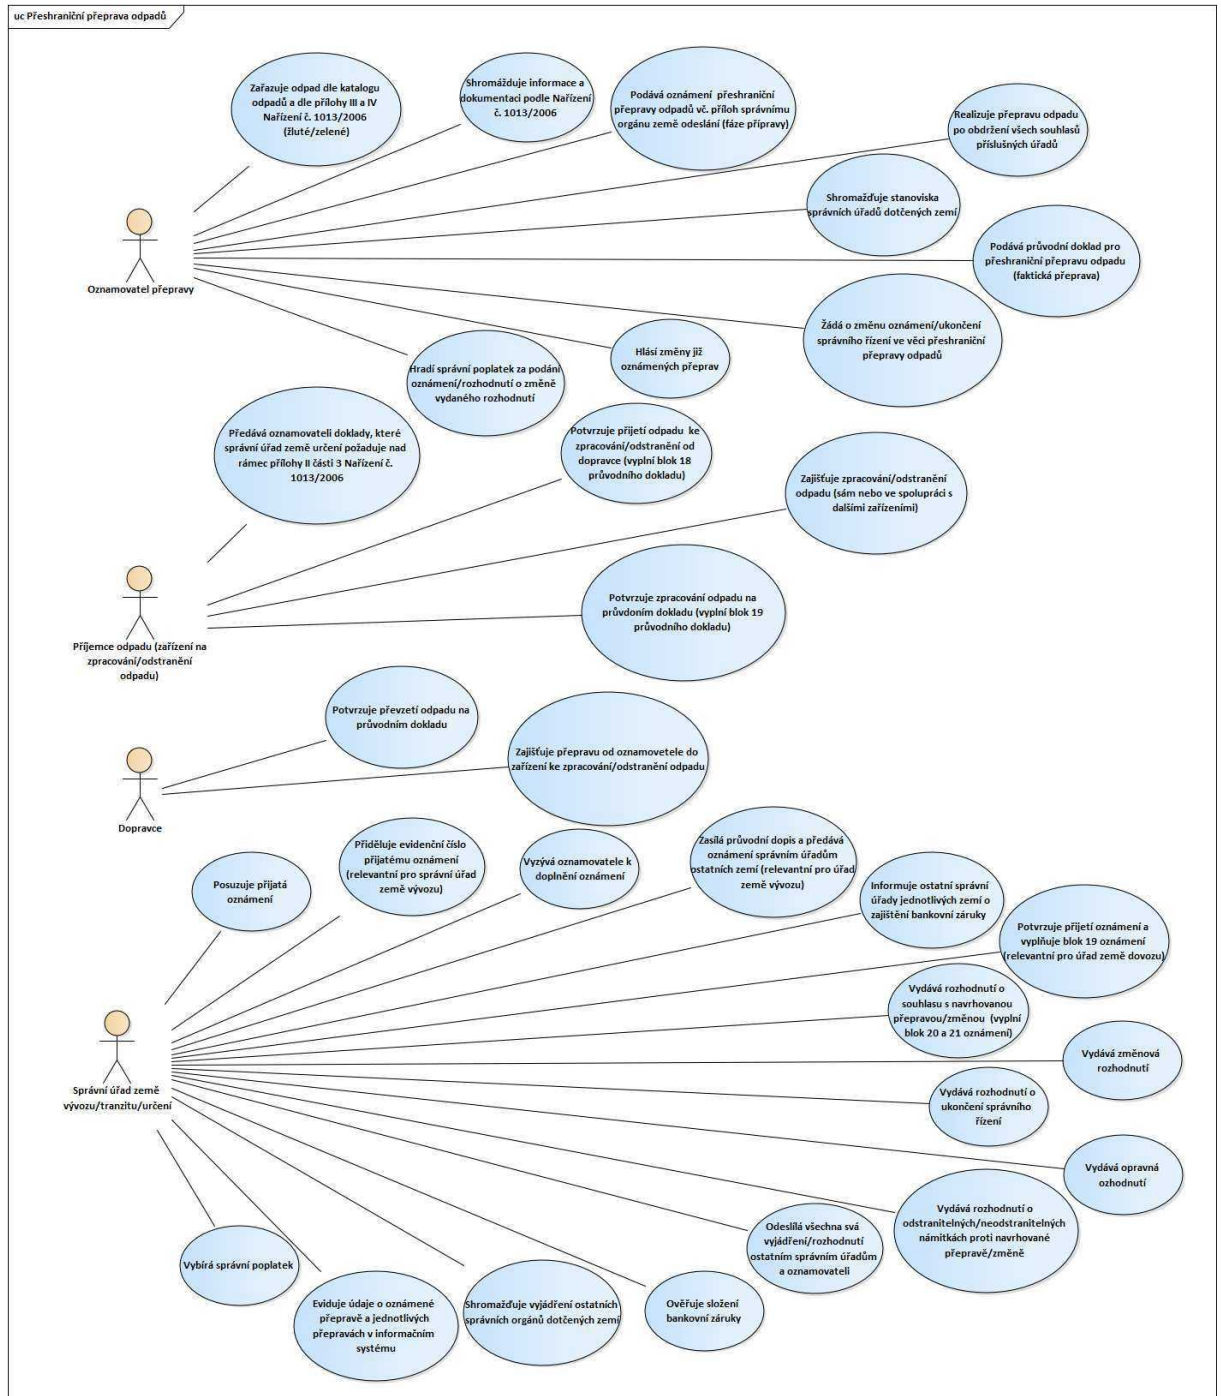 uc Přeshraniční přeprava odpadů
Zařazuje odpad dle katalogu
odpadů a dle přílohy III a IV
Nařízení č. 1013/2006
(žluté/zelené)
Shromážduje informace a
dokumentaci podle Nařízení
č. 1013/2006
Podává oznámení  přeshraniční
přepravy odpadů vč. příloh správnímu
orgánu země odeslání (fáze přípravy)
Realizuje přepravu odpadu
po obdržení všech souhlasů
příslušných úřadů
Shromažďuje stanoviska
správních úřadů dotčených zemí
Podává průvodní doklad pro
přeshraniční přepravu odpadu
(faktická přeprava)
Oznamovatel přepravy
Žádá o změnu oznámení/ukončení
správního řízení ve věci přeshraniční
přepravy odpadů
Hlásí změny již
oznámených přeprav
Hradí správní poplatek za podání
oznámení/rozhodnutí o změně
vydaného rozhodnutí
Předává oznamovateli doklady, které
správní úřad země určení požaduje nad
rámec přílohy II části 3 Nařízení č.
1013/2006
Potvrzuje přijetí odpadu  ke
zpracování/odstranění od
dopravce (vyplní blok 18
průvodního dokladu)
Zajišťuje zpracování/odstranění
odpadu (sám nebo ve spolupráci s
dalšími zařízeními)
Potvrzuje zpracování odpadu na
průvdoním dokladu (vyplní blok 19
průvodního dokladu)
Příjemce odpadu (zařízení na
zpracování/odstranění
odpadu)
Potvrzuje převzetí odpadu na
průvodním dokladu
Zajišťuje přepravu od oznamovetele do
zařízení ke zpracování/odstranění odpadu
Dopravce
Posuzuje přijatá
oznámení
Přiděluje evidenční číslo
přijatému oznámení
(relevantní pro správní úřad
země vývozu)
Vyzývá oznamovatele k
doplnění oznámení
Zasílá průvodní dopis a předává
oznámení správním úřadům
ostatních zemí (relevantní pro úřad
země vývozu)
Informuje ostatní správní
úřady jednotlivých zemí o
zajištění bankovní záruky
Potvrzuje přijetí oznámení a
vyplňuje blok 19 oznámení
(relevantní pro úřad země dovozu)
Vydává rozhodnutí o
souhlasu s navrhovanou
přepravou/změnou  (vyplní
blok 20 a 21 oznámení)
Vydává změnová
rozhodnutí
Správní úřad země
vývozu/tranzitu/určení
Vydává rozhodnutí o
ukončení správního
řízení
Vydává opravná
ozhodnutí
Vydává rozhodnutí o
odstranitelných/neodstranitelných
námitkách proti navrhované
přepravě/změně
Odeslílá všechna svá
vyjádření/rozhodnutí
ostatním správním úřadům
a oznamovateli
Vybírá správní poplatek
Eviduje údaje o oznámené
přepravě a jednotlivých
přepravách v informačním
systému
Shromažďuje vyjádření ostatních
správních orgánů dotčených zemí
Ověřuje složení
bankovní záruky